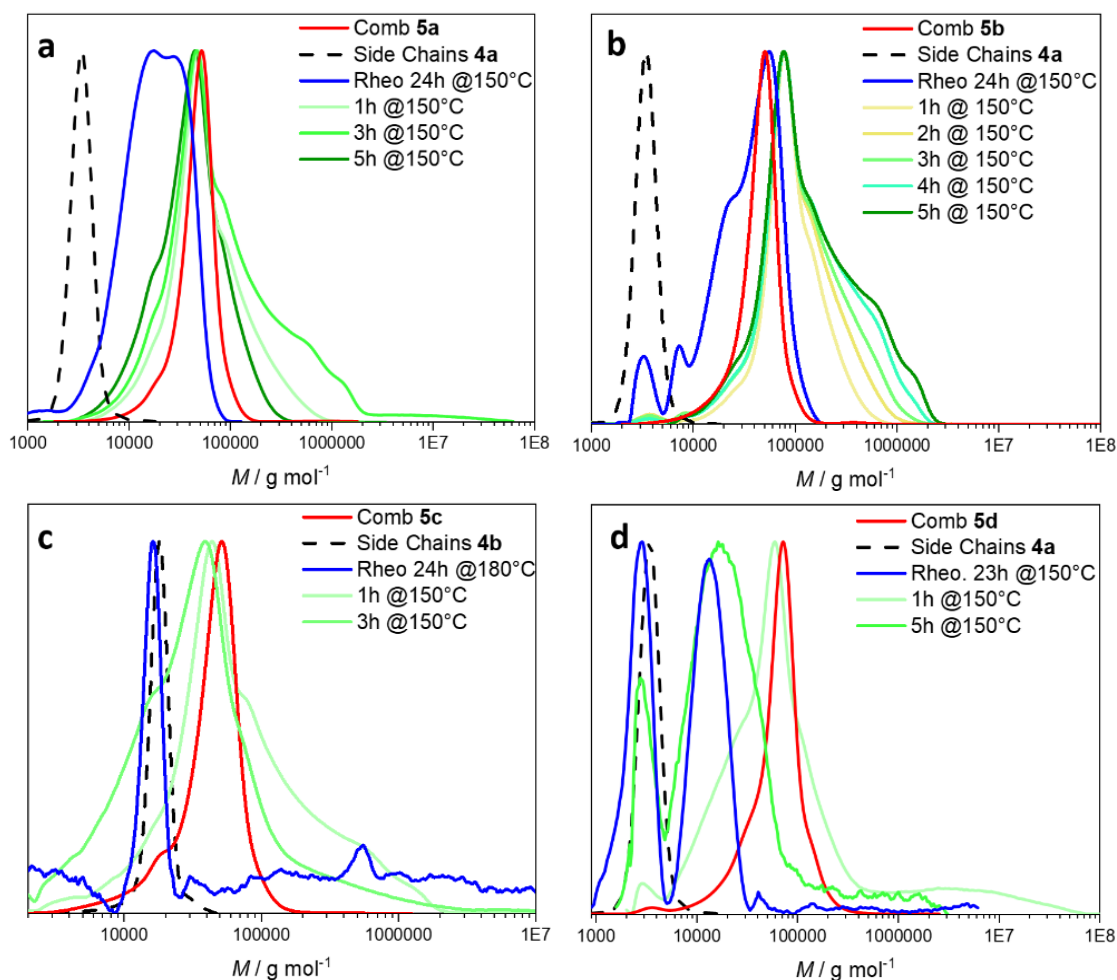 a
Comb 5a
Side Chains 4a
Rheo 24h @150°C
1h @150°C
3h @150°C
5h @150°C
1000 10000 100000 1000000 1E7 1E8
M / g mol⁻¹
b
Comb 5b
Side Chains 4a
Rheo 24h @150°C
1h @ 150°C
2h @ 150°C
3h @ 150°C
4h @ 150°C
5h @ 150°C
1000 10000 100000 1000000 1E7 1E8
M / g mol⁻¹
c
Comb 5c
Side Chains 4b
Rheo 24h @180°C
1h @150°C
3h @150°C
10000 100000 1000000 1E7
M / g mol⁻¹
d
Comb 5d
Side Chains 4a
Rheo. 23h @150°C
1h @150°C
5h @150°C
1000 10000 100000 1000000 1E7 1E8
M / g mol⁻¹